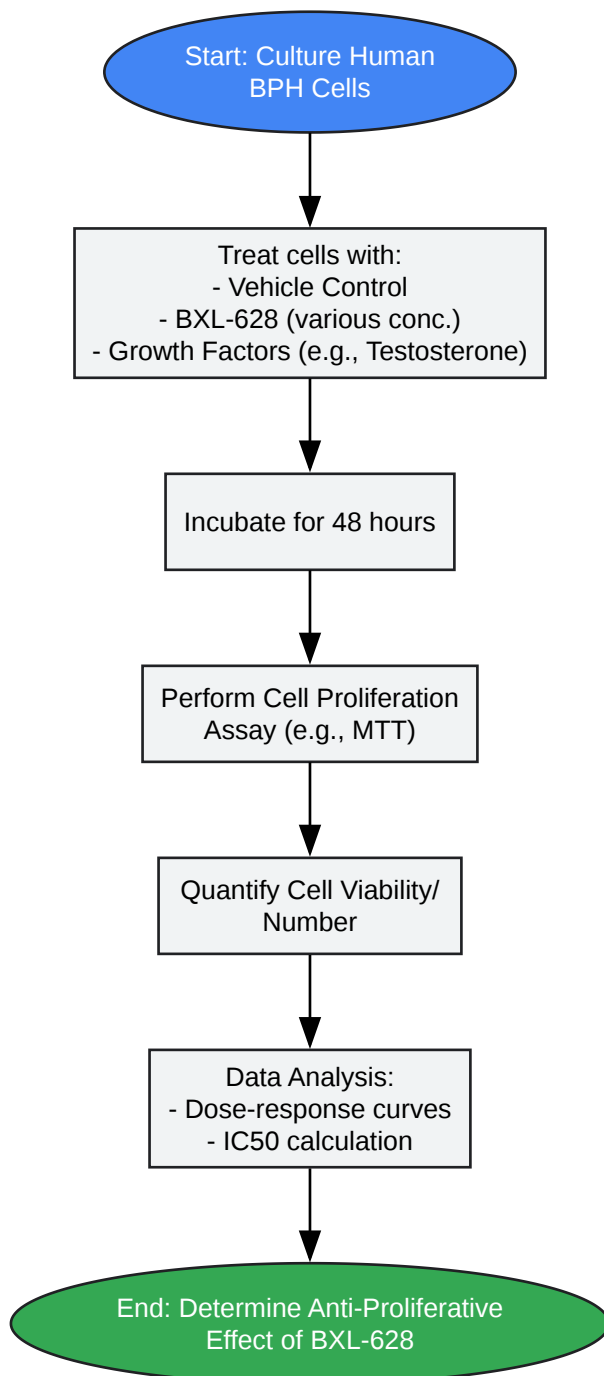 Start: Culture Human
BPH Cells
Treat cells with:
- Vehicle Control
- BXL-628 (various conc.)
- Growth Factors (e.g., Testosterone)
Incubate for 48 hours
Perform Cell Proliferation
Assay (e.g., MTT)
Quantify Cell Viability/
Number
Data Analysis:
- Dose-response curves
- IC50 calculation
End: Determine Anti-Proliferative
Effect of BXL-628